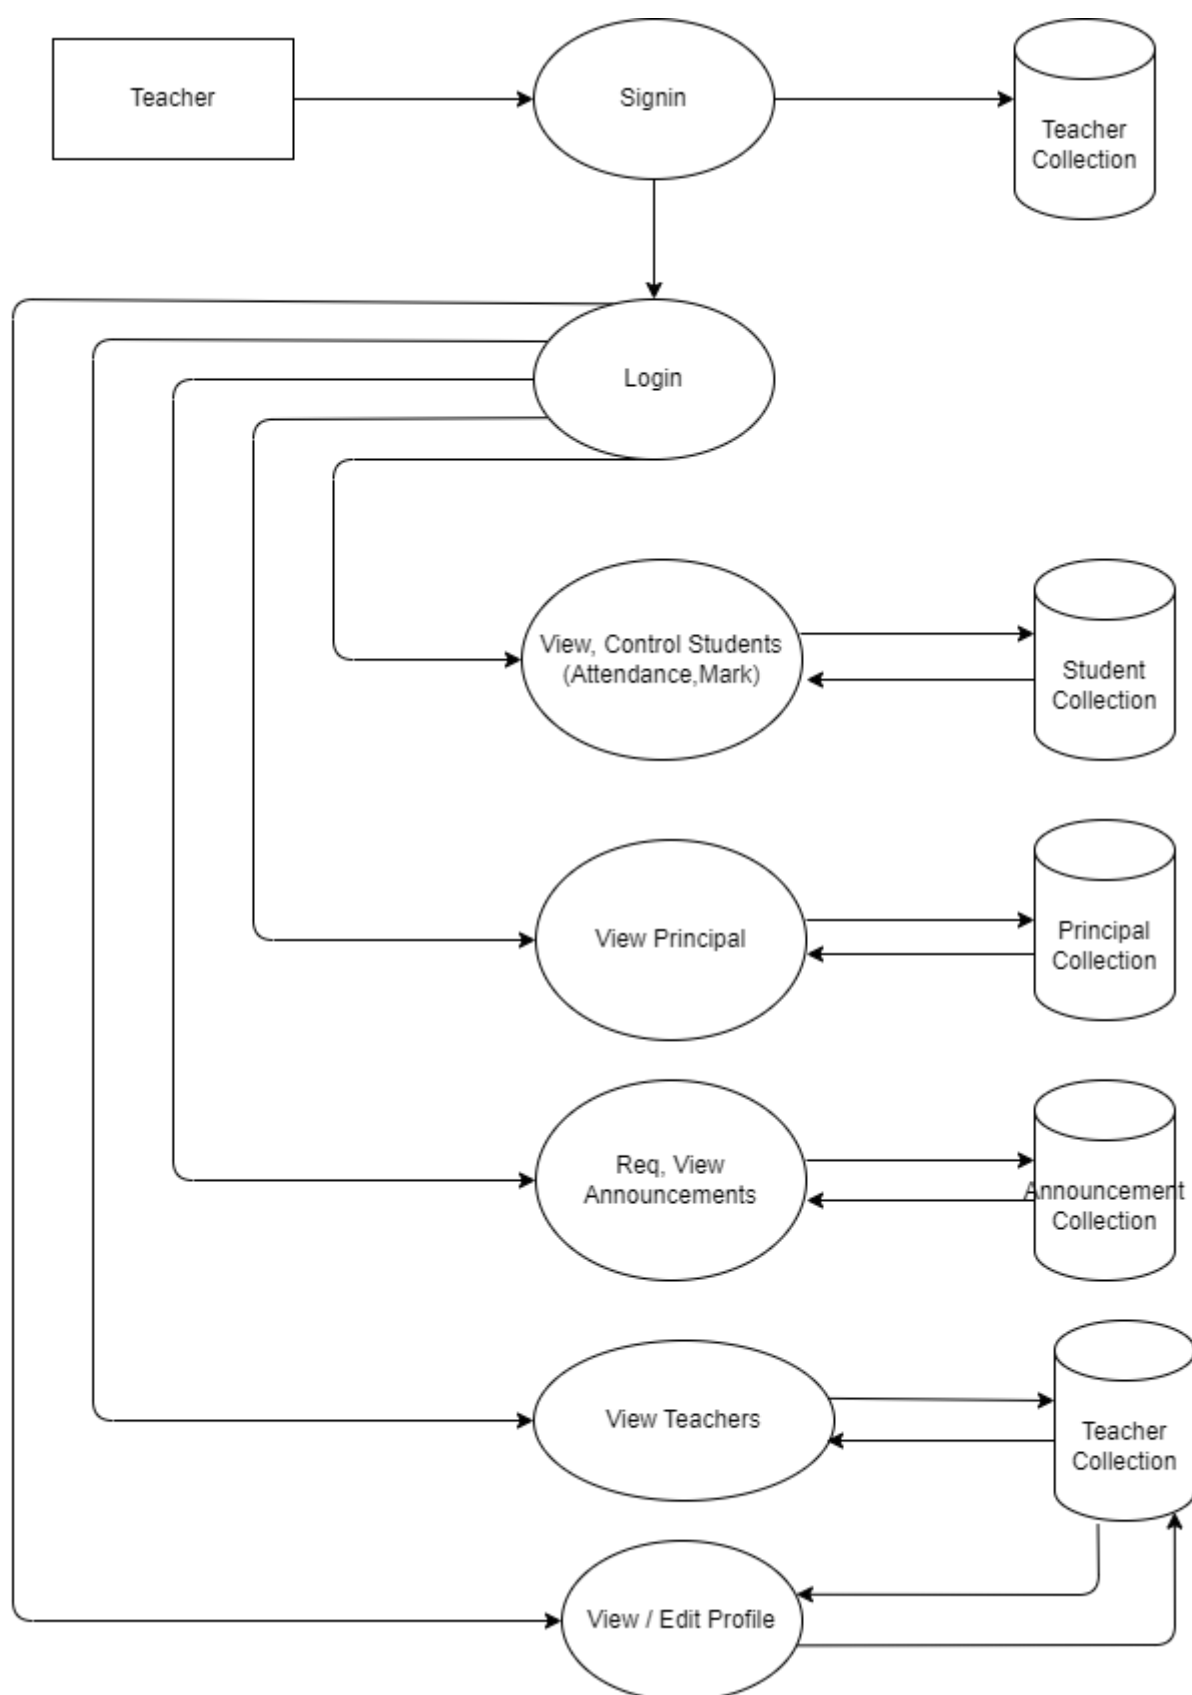 Teacher
Signin
Teacher
Collection
Login
View, Control Students
(Attendance,Mark)
Student
Collection
View Principal
Principal
Collection
Req, View
Announcements
Announcement
Collection
View Teachers
Teacher
Collection
View / Edit Profile